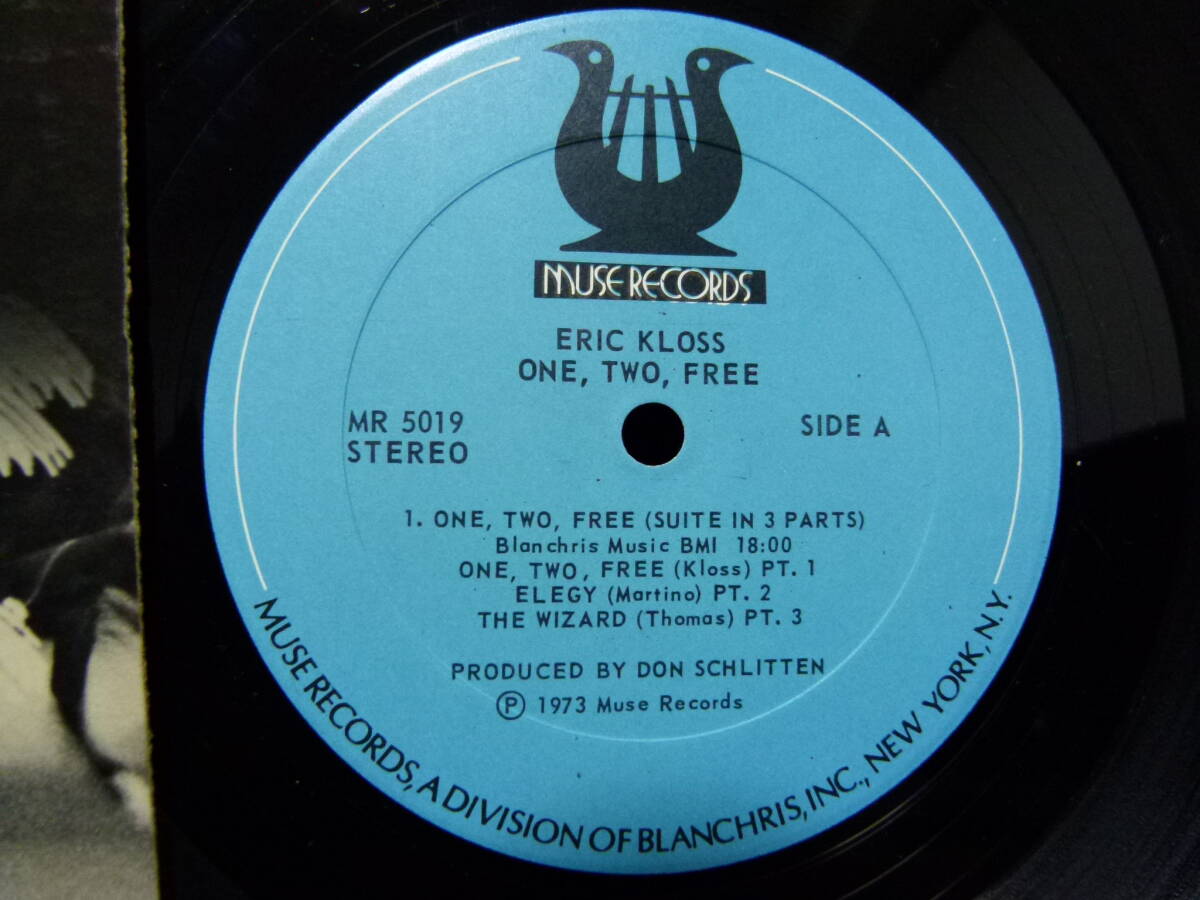 MUSE RECORDS
ERIC KLOSS
ONE, TWO, FREE
MR 5019
STEREO
SIDE A
1. ONE, TWO, FREE (SUITE IN 3 PARTS)
Blanchris Music BMI 18:00
ONE, TWO, FREE (Kloss) PT. 1
ELEGY (Martino) PT. 2
THE WIZARD (Thomas) PT. 3
PRODUCED BY DON SCHLITTEN
Ⓟ 1973 Muse Records
MUSE RECORDS, A DIVISION OF BLANCHRIS, INC., NEW YORK, N.Y.